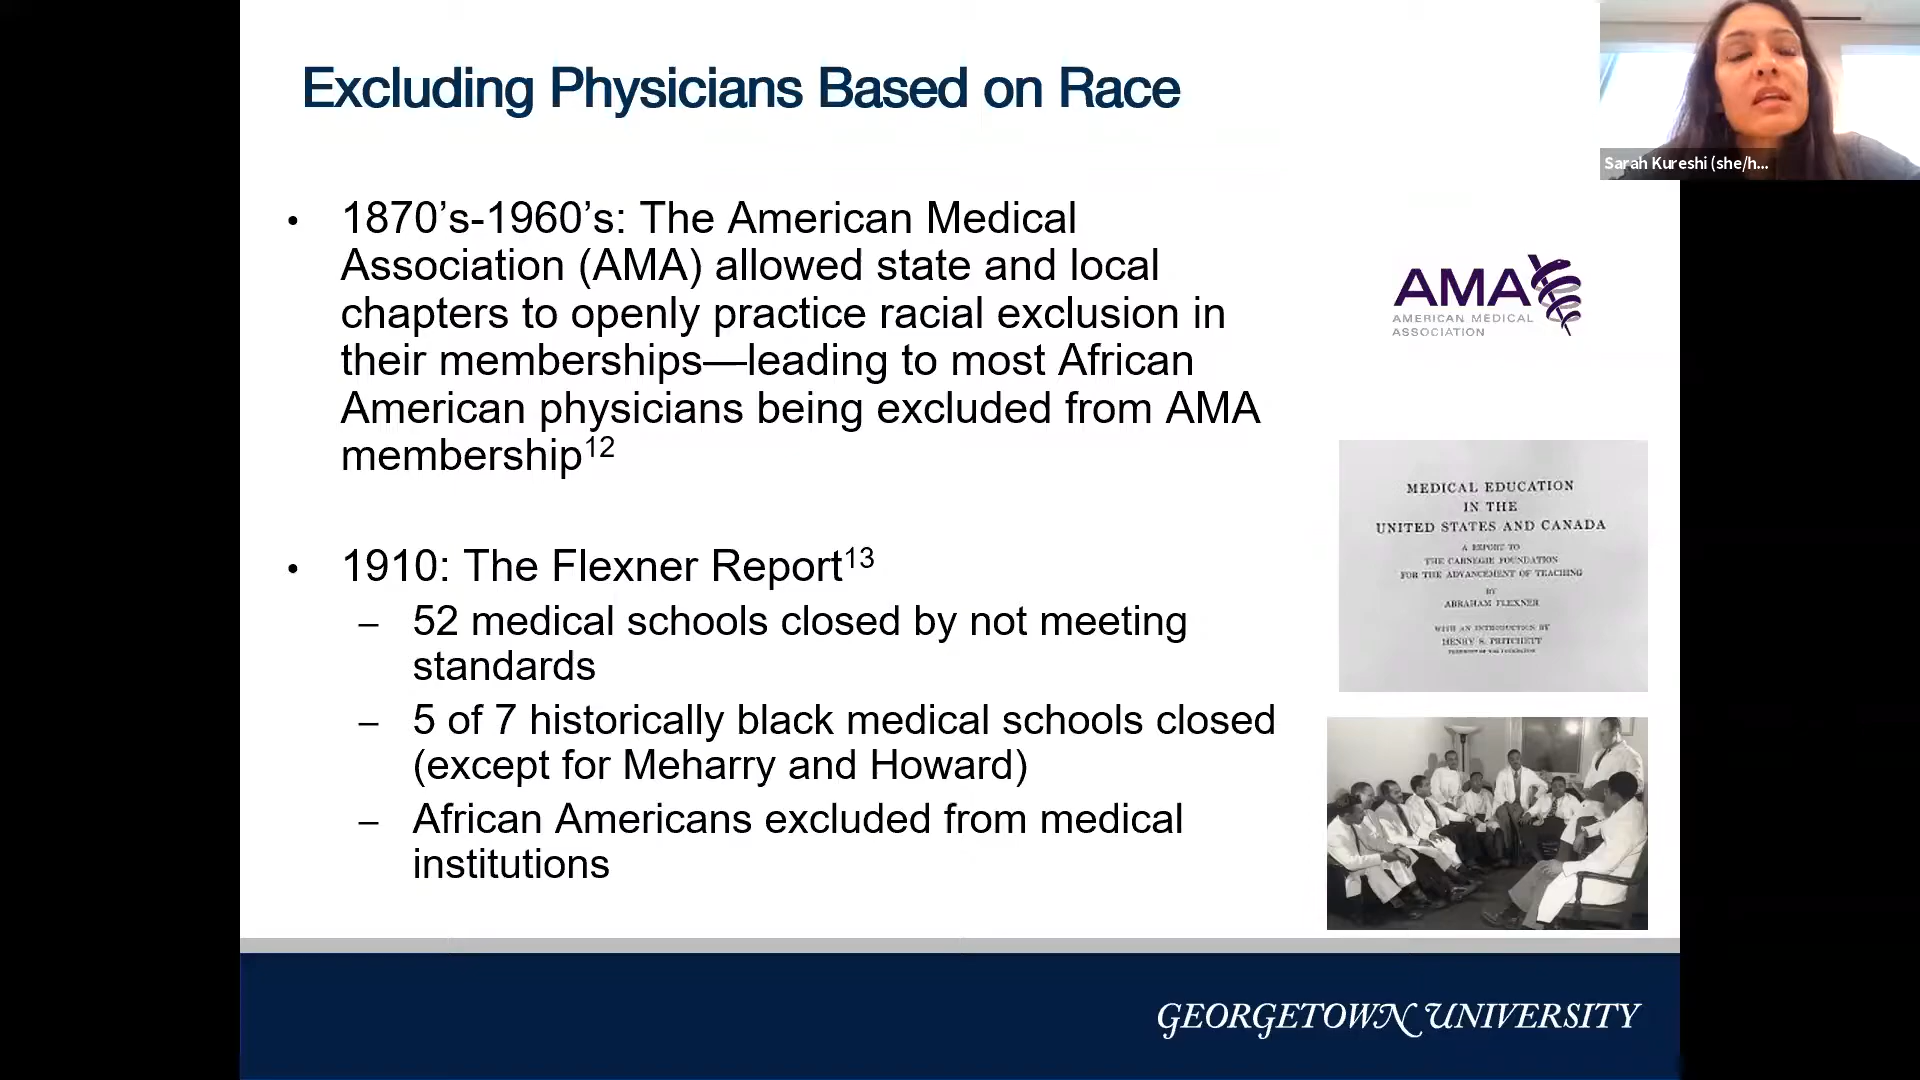 Excluding Physicians Based on Race
Sarah Kureshi (she/h...
• 1870’s-1960’s: The American Medical
Association (AMA) allowed state and local
chapters to openly practice racial exclusion in
their memberships—leading to most African
American physicians being excluded from AMA
membership12
AMA
AMERICAN MEDICAL
ASSOCIATION
• 1910: The Flexner Report13
– 52 medical schools closed by not meeting
standards
– 5 of 7 historically black medical schools closed
(except for Meharry and Howard)
– African Americans excluded from medical
institutions
MEDICAL EDUCATION
IN THE
UNITED STATES AND CANADA
A REPORT TO
THE CARNEGIE FOUNDATION
FOR THE ADVANCEMENT OF TEACHING
BY
ABRAHAM FLEXNER
WITH AN INTRODUCTION BY
HENRY S. PRITCHETT
PRESIDENT OF THE FOUNDATION
GEORGETOWN UNIVERSITY